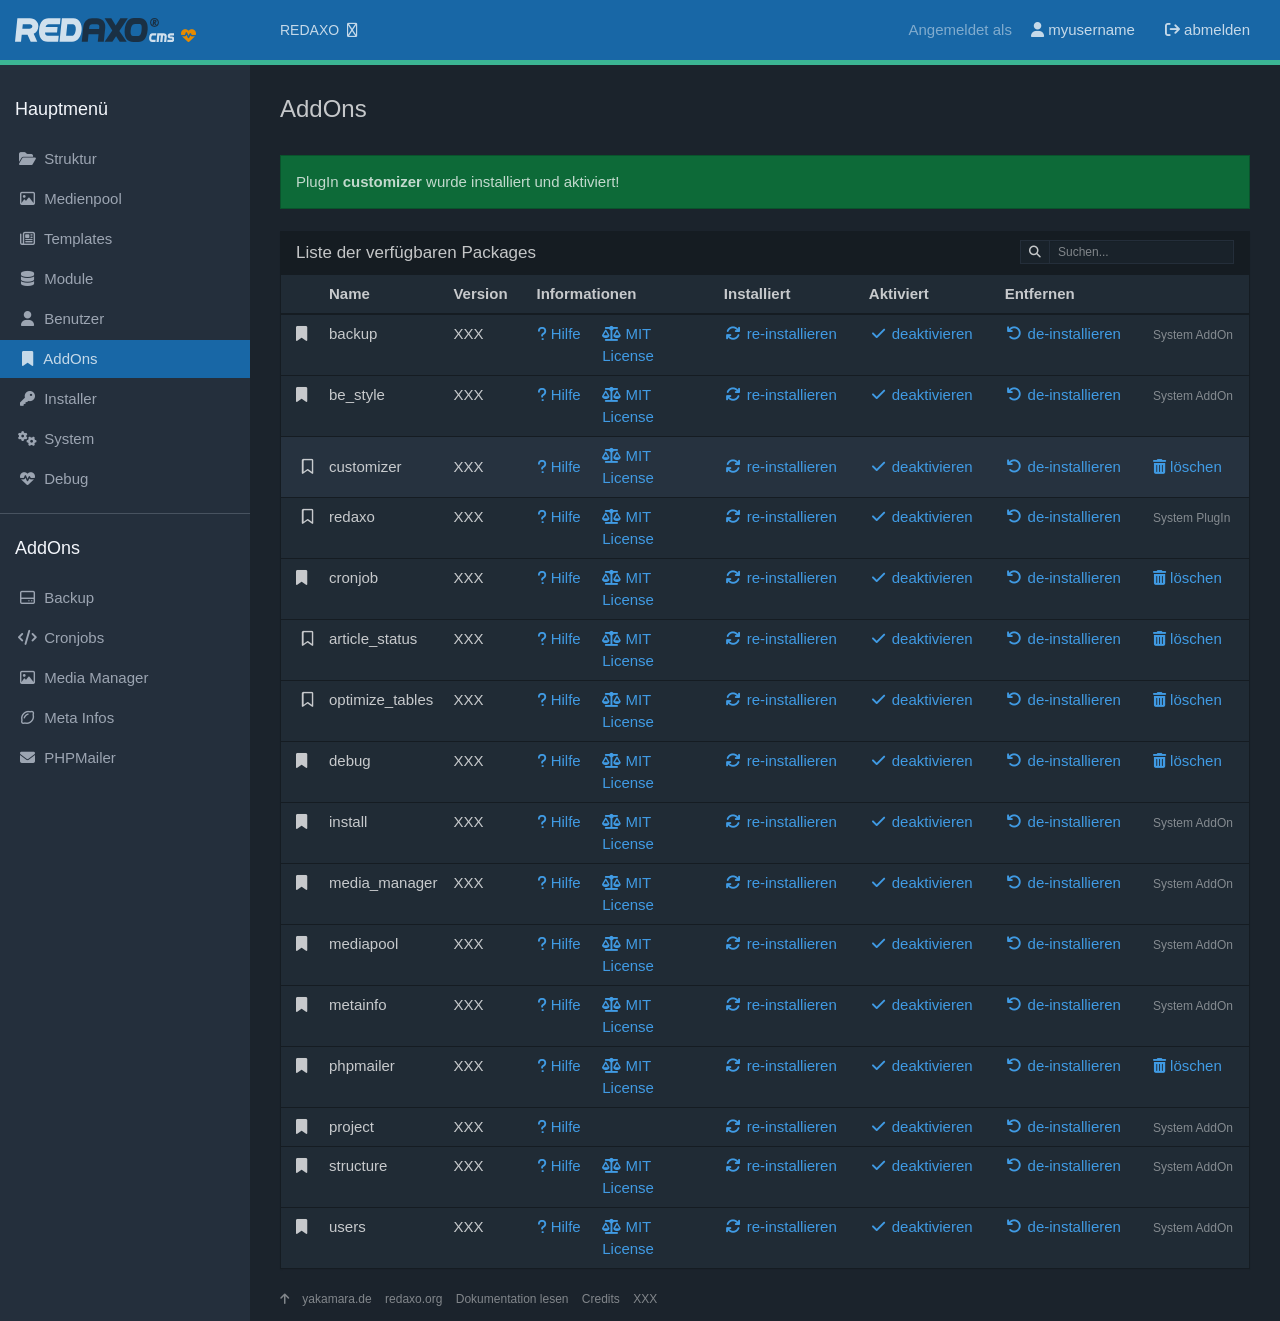 REDAXO® cms
REDAXO
Angemeldet als myusername abmelden
Hauptmenü
Struktur
Medienpool
Templates
Module
Benutzer
AddOns
Installer
System
Debug
AddOns
Backup
Cronjobs
Media Manager
Meta Infos
PHPMailer
AddOns
PlugIn customizer wurde installiert und aktiviert!
Liste der verfügbaren Packages Suchen...
Name Version Informationen Installiert Aktiviert Entfernen
backup XXX Hilfe MIT re-installieren deaktivieren de-installieren System AddOn
License
be_style XXX Hilfe MIT re-installieren deaktivieren de-installieren System AddOn
License
customizer XXX Hilfe MIT re-installieren deaktivieren de-installieren löschen
License
redaxo XXX Hilfe MIT re-installieren deaktivieren de-installieren System PlugIn
License
cronjob XXX Hilfe MIT re-installieren deaktivieren de-installieren löschen
License
article_status XXX Hilfe MIT re-installieren deaktivieren de-installieren löschen
License
optimize_tables XXX Hilfe MIT re-installieren deaktivieren de-installieren löschen
License
debug XXX Hilfe MIT re-installieren deaktivieren de-installieren löschen
License
install XXX Hilfe MIT re-installieren deaktivieren de-installieren System AddOn
License
media_manager XXX Hilfe MIT re-installieren deaktivieren de-installieren System AddOn
License
mediapool XXX Hilfe MIT re-installieren deaktivieren de-installieren System AddOn
License
metainfo XXX Hilfe MIT re-installieren deaktivieren de-installieren System AddOn
License
phpmailer XXX Hilfe MIT re-installieren deaktivieren de-installieren löschen
License
project XXX Hilfe re-installieren deaktivieren de-installieren System AddOn
structure XXX Hilfe MIT re-installieren deaktivieren de-installieren System AddOn
License
users XXX Hilfe MIT re-installieren deaktivieren de-installieren System AddOn
License
yakamara.de redaxo.org Dokumentation lesen Credits XXX